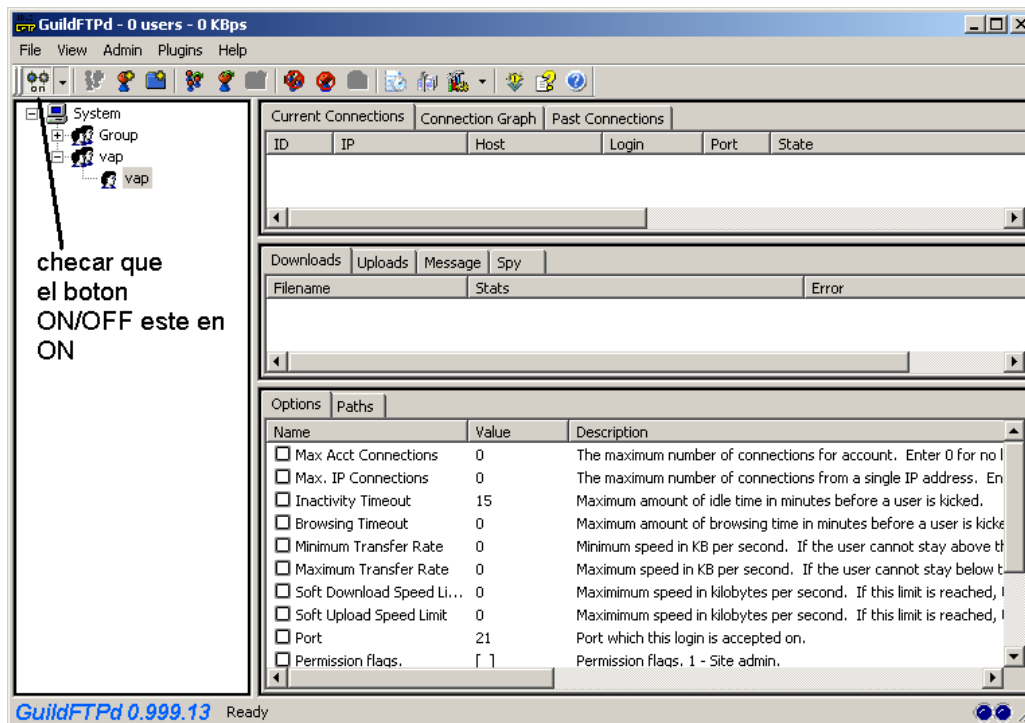 GuildFTPd - 0 users - 0 KBps
File View Admin Plugins Help
on
System
Group
vap
vap
checar que
el boton
ON/OFF este en
ON
Current Connections Connection Graph Past Connections
ID IP Host Login Port State
Downloads Uploads Message Spy
Filename Stats Error
Options Paths
Name Value Description
Max Acct Connections 0 The maximum number of connections for account. Enter 0 for no
Max. IP Connections 0 The maximum number of connections from a single IP address. En
Inactivity Timeout 15 Maximum amount of idle time in minutes before a user is kicked.
Browsing Timeout 0 Maximum amount of browsing time in minutes before a user is kicke
Minimum Transfer Rate 0 Minimum speed in KB per second. If the user cannot stay above th
Maximum Transfer Rate 0 Maximum speed in KB per second. If the user cannot stay below t
Soft Download Speed Li... 0 Maximimum speed in kilobytes per second. If this limit is reached,
Soft Upload Speed Limit 0 Maximimum speed in kilobytes per second. If this limit is reached,
Port 21 Port which this login is accepted on.
Permission flags. [ ] Permission flags. 1 - Site admin.
GuildFTPd 0.999.13 Ready